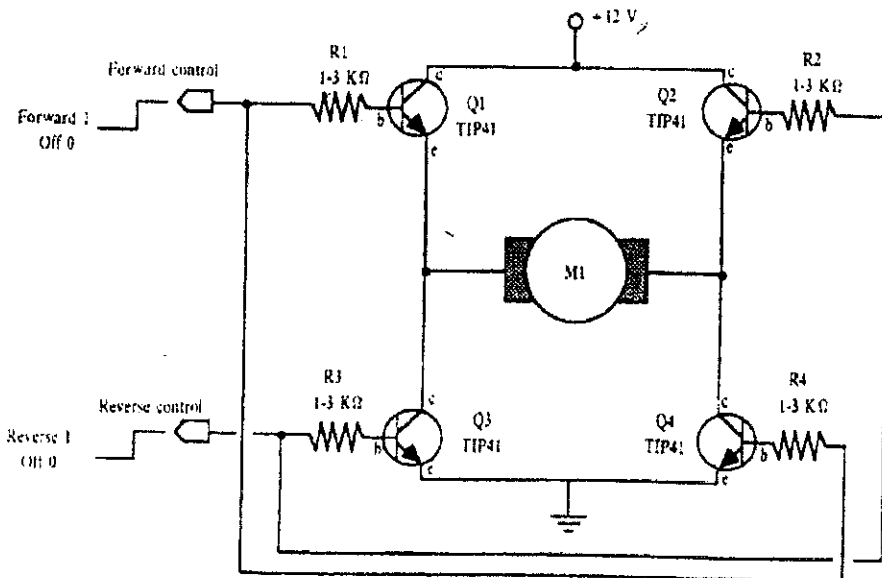 +12 V
R1
1-3 KΩ
R2
1-3 KΩ
Forward control
Forward 1
Off 0
c
Q1
TIP41
b
e
c
Q2
TIP41
b
e
M1
R3
1-3 KΩ
R4
1-3 KΩ
Reverse control
Reverse 1
Off 0
c
Q3
TIP41
b
e
c
Q4
TIP41
b
e